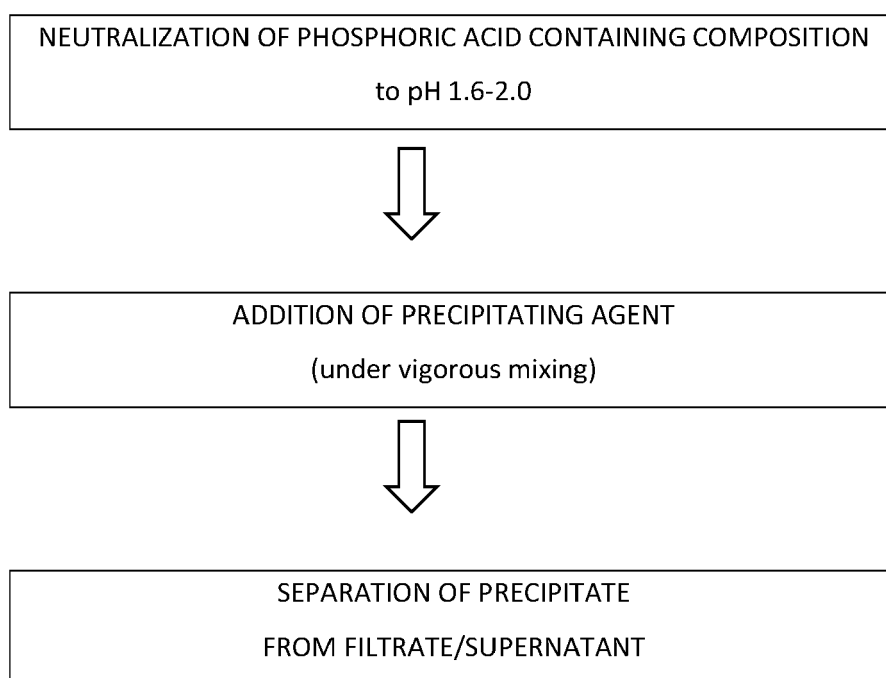 NEUTRALIZATION OF PHOSPHORIC ACID CONTAINING COMPOSITION
to pH 1.6-2.0
ADDITION OF PRECIPITATING AGENT
(under vigorous mixing)
SEPARATION OF PRECIPITATE
FROM FILTRATE/SUPERNATANT